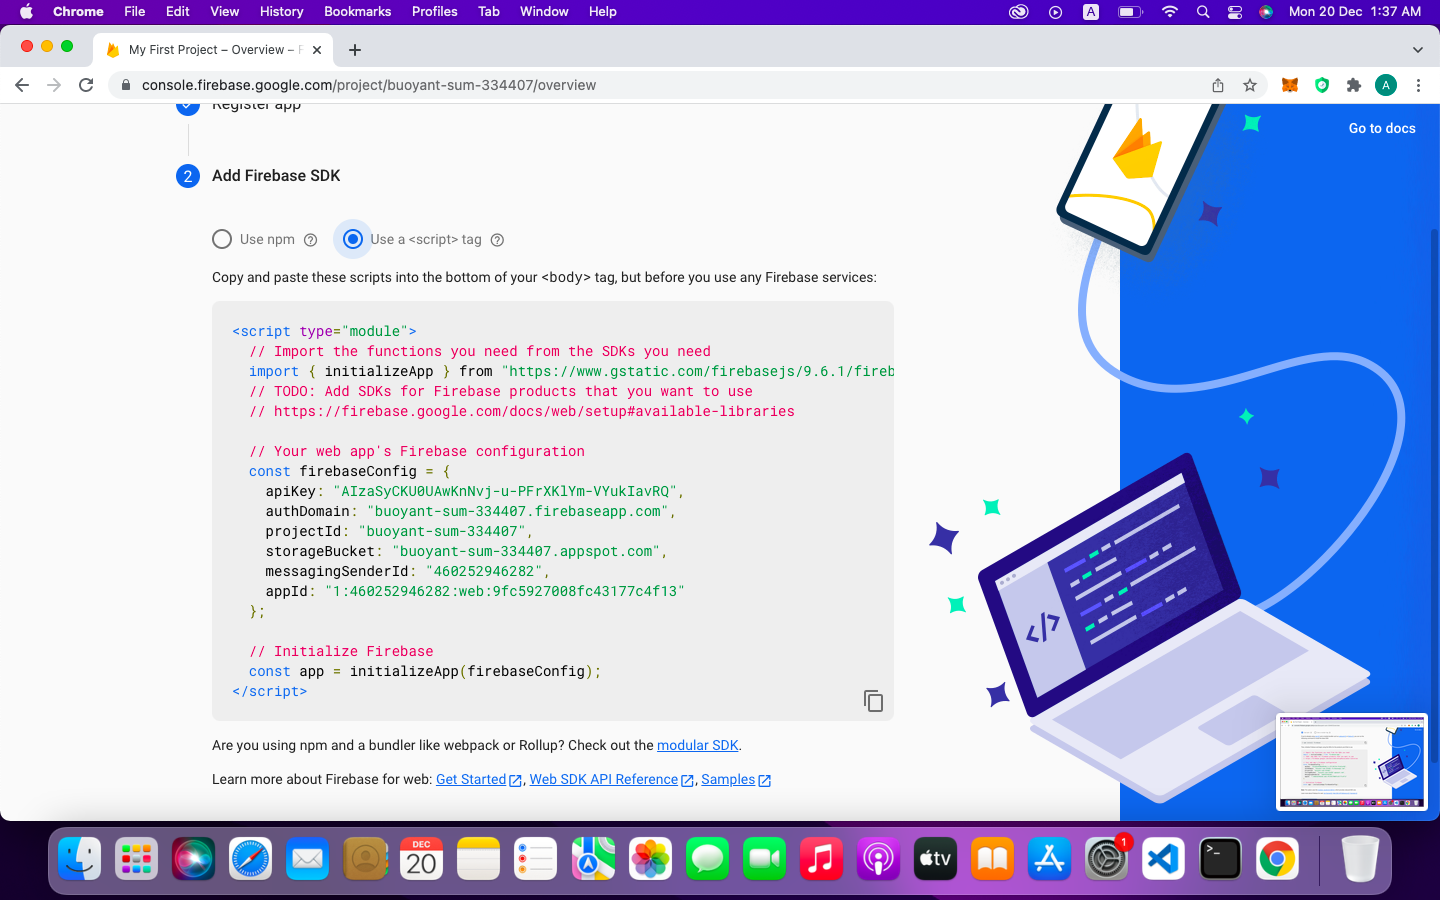 Chrome File Edit View History Bookmarks Profiles Tab Window Help A Mon 20 Dec 1:37 AM
My First Project – Overview –
console.firebase.google.com/project/buoyant-sum-334407/overview A
Register app
Go to docs
2 Add Firebase SDK
Use npm ? Use a <script> tag ?
Copy and paste these scripts into the bottom of your <body> tag, but before you use any Firebase services:
<script type="module">
// Import the functions you need from the SDKs you need
import { initializeApp } from "https://www.gstatic.com/firebasejs/9.6.1/fireb
// TODO: Add SDKs for Firebase products that you want to use
// https://firebase.google.com/docs/web/setup#available-libraries
// Your web app's Firebase configuration
const firebaseConfig = {
apiKey: "AIzaSyCKU0UAwKnNvj-u-PFrXKlYm-VYukIavRQ",
authDomain: "buoyant-sum-334407.firebaseapp.com",
projectId: "buoyant-sum-334407",
storageBucket: "buoyant-sum-334407.appspot.com",
messagingSenderId: "460252946282",
appId: "1:460252946282:web:9fc5927008fc43177c4f13"
};
// Initialize Firebase
const app = initializeApp(firebaseConfig);
</script>
</>
Are you using npm and a bundler like webpack or Rollup? Check out the modular SDK.
Learn more about Firebase for web: Get Started, Web SDK API Reference, Samples
DEC
20
tv
1
>_